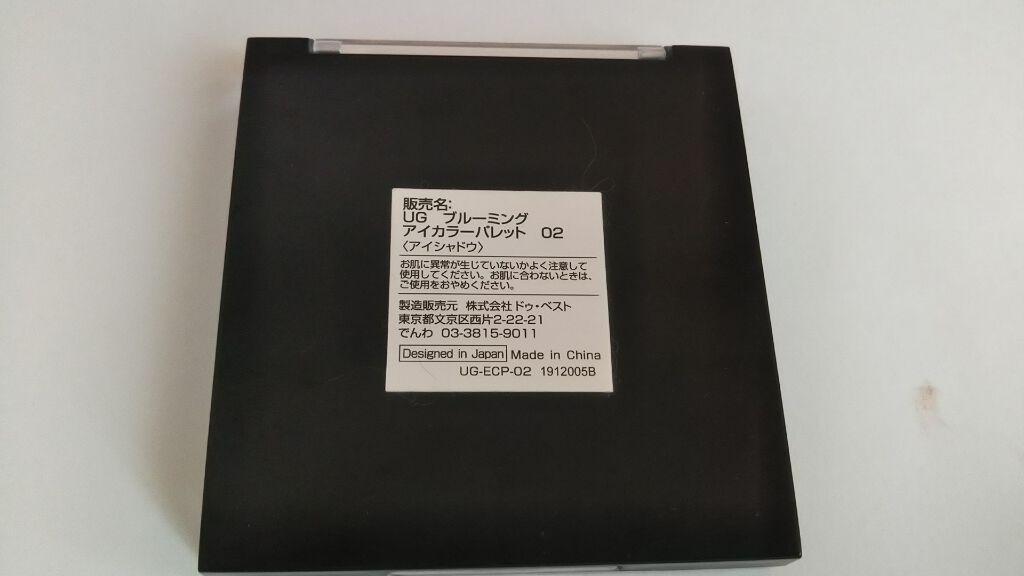 販売名:
UG ブルーミング
アイカラーパレット 02
〈アイシャドウ〉
お肌に異常が生じていないかよく注意して
使用してください。お肌に合わないときは、
ご使用をおやめください。
製造販売元 株式会社ドゥ・ベスト
東京都文京区西片2-22-21
でんわ 03-3815-9011
Designed in Japan Made in China
UG-ECP-02 1912005B